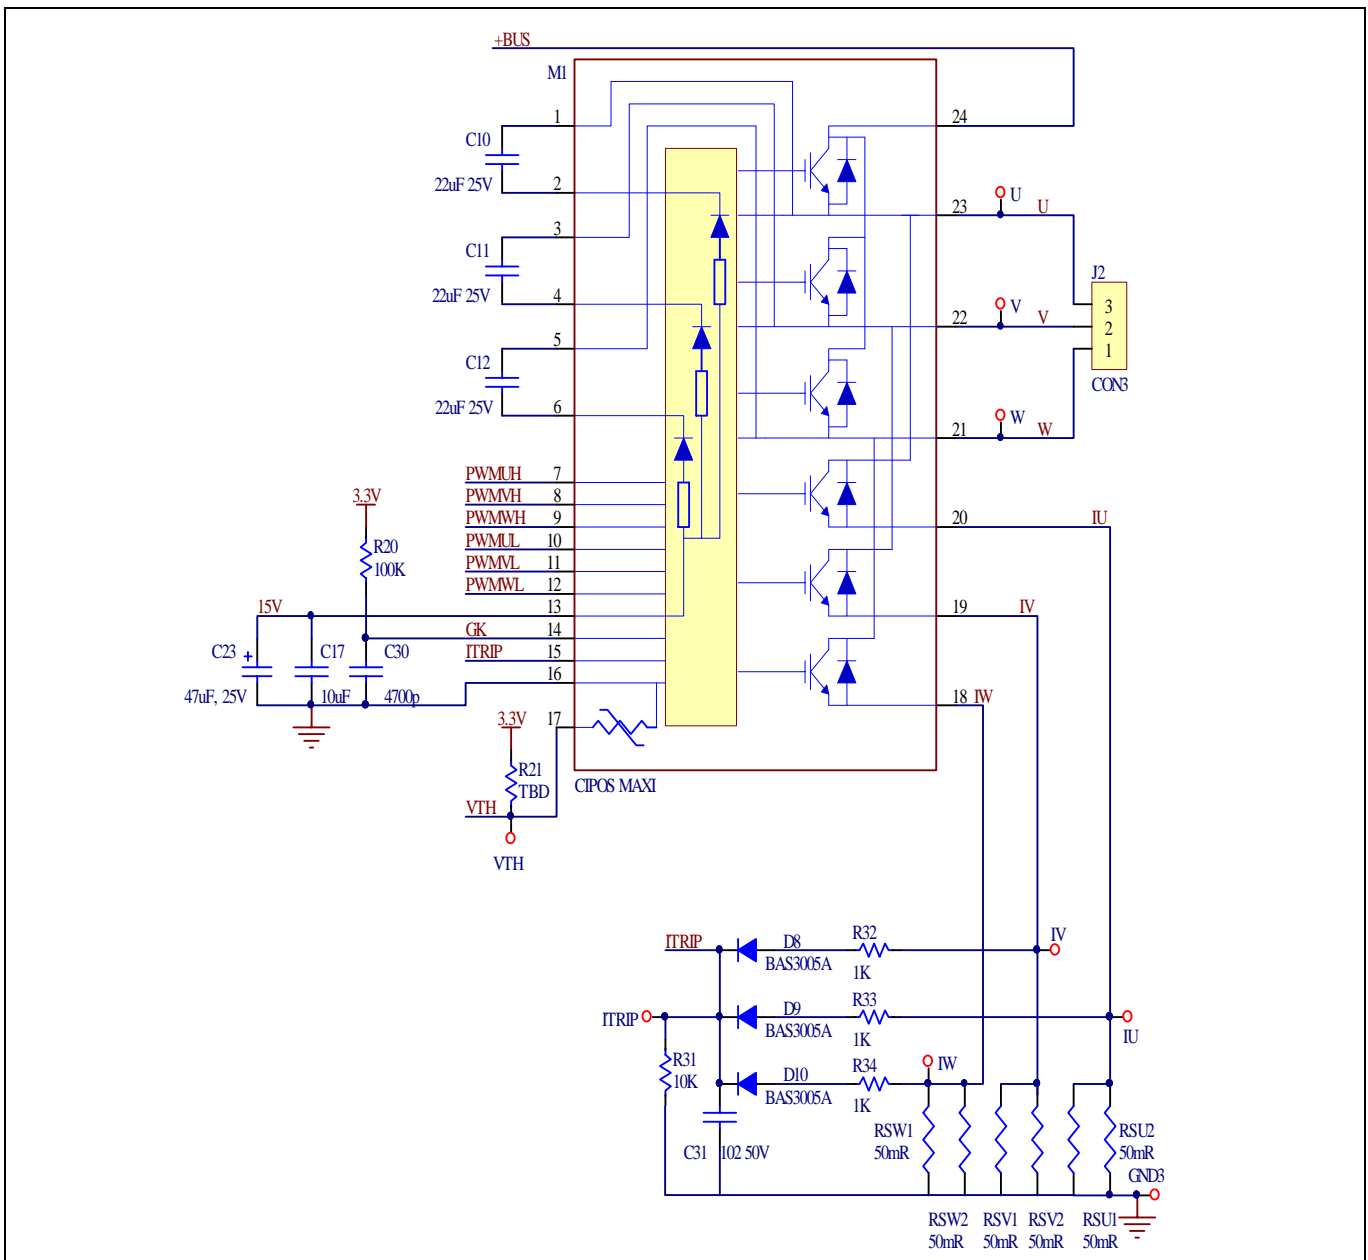 +BUS
M1
1
24
C10
22uF 25V
2
23
U
U
3
C11
22uF 25V
4
22
V
V
J2
3
2
1
CON3
5
C12
22uF 25V
6
21
W
W
PWMUH
7
PWMVH
8
PWMWH
9
PWMUL
10
PWMVL
11
PWMWL
12
3.3V
R20
100K
20
IU
15V
13
GK
14
ITRIP
15
16
19
IV
C23
+
47uF, 25V
C17
10uF
C30
4700p
18
IW
3.3V
17
R21
TBD
VTH
VTH
CIPOS MAXI
ITRIP
D8
BAS3005A
R32
1K
IV
ITRIP
D9
BAS3005A
R33
1K
IU
R31
10K
D10
BAS3005A
R34
1K
IW
C31
102 50V
RSW1
50mR
RSU2
50mR
GND3
RSW2
50mR
RSV1
50mR
RSV2
50mR
RSU1
50mR